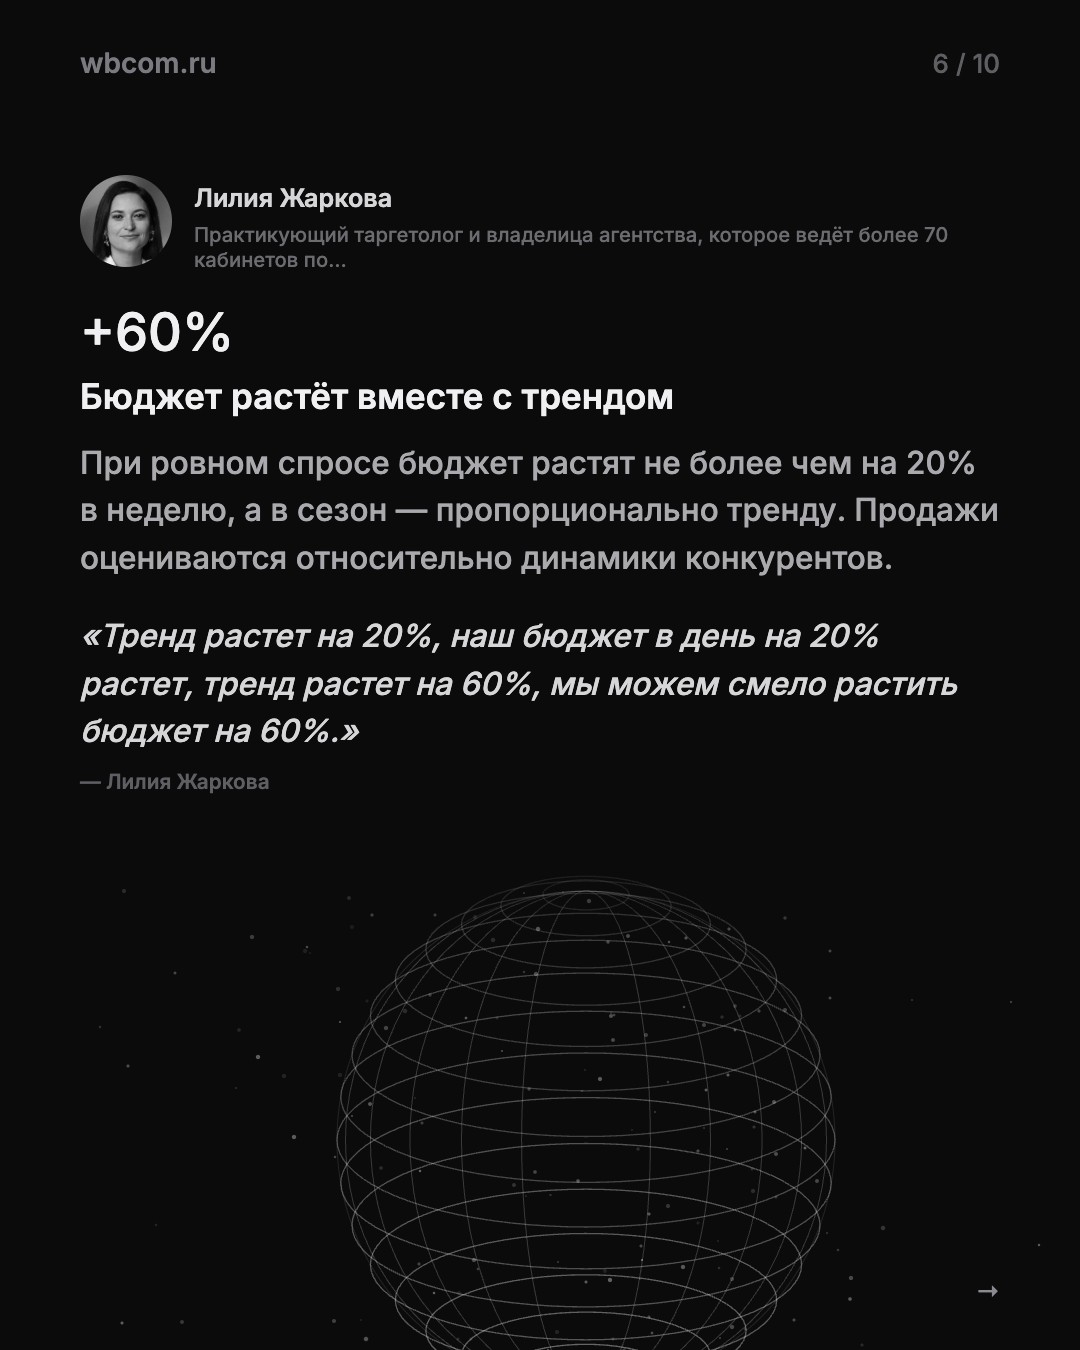 wbcom.ru
6 / 10
Лилия Жаркова
Практикующий таргетолог и владелица агентства, которое ведёт более 70
кабинетов по...
+60%
Бюджет растёт вместе с трендом
При ровном спросе бюджет растят не более чем на 20%
в неделю, а в сезон — пропорционально тренду. Продажи
оцениваются относительно динамики конкурентов.
«Тренд растет на 20%, наш бюджет в день на 20%
растет, тренд растет на 60%, мы можем смело растить
бюджет на 60%.»
— Лилия Жаркова
→